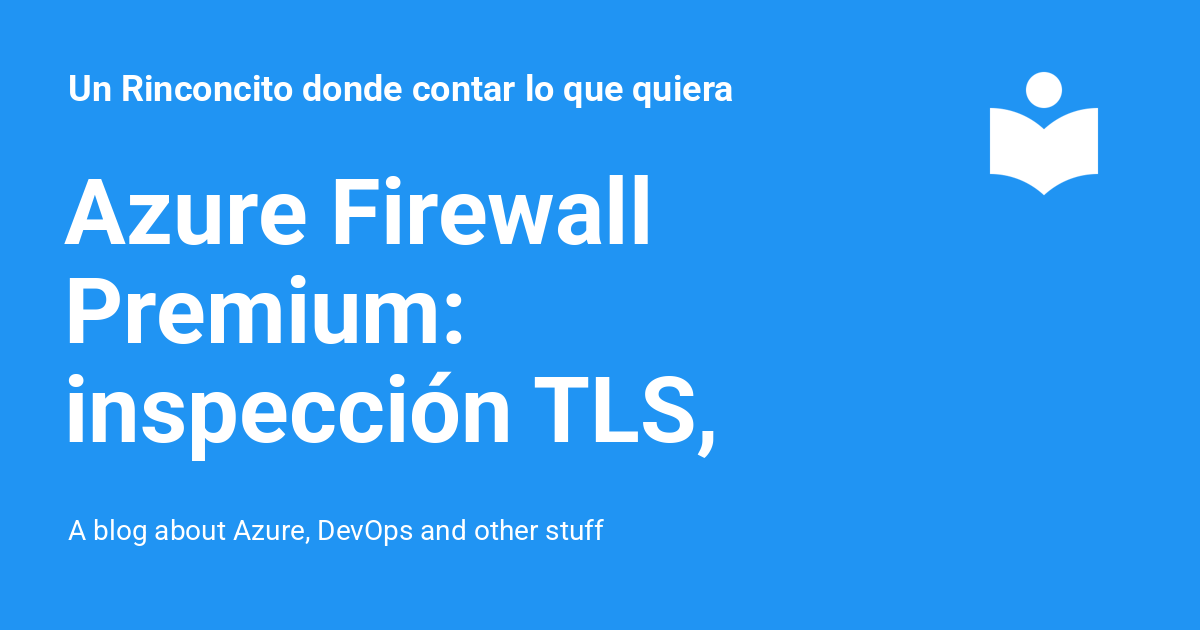 Un Rinconcito donde contar lo que quiera
Azure Firewall
Premium:
inspección TLS,
A blog about Azure, DevOps and other stuff